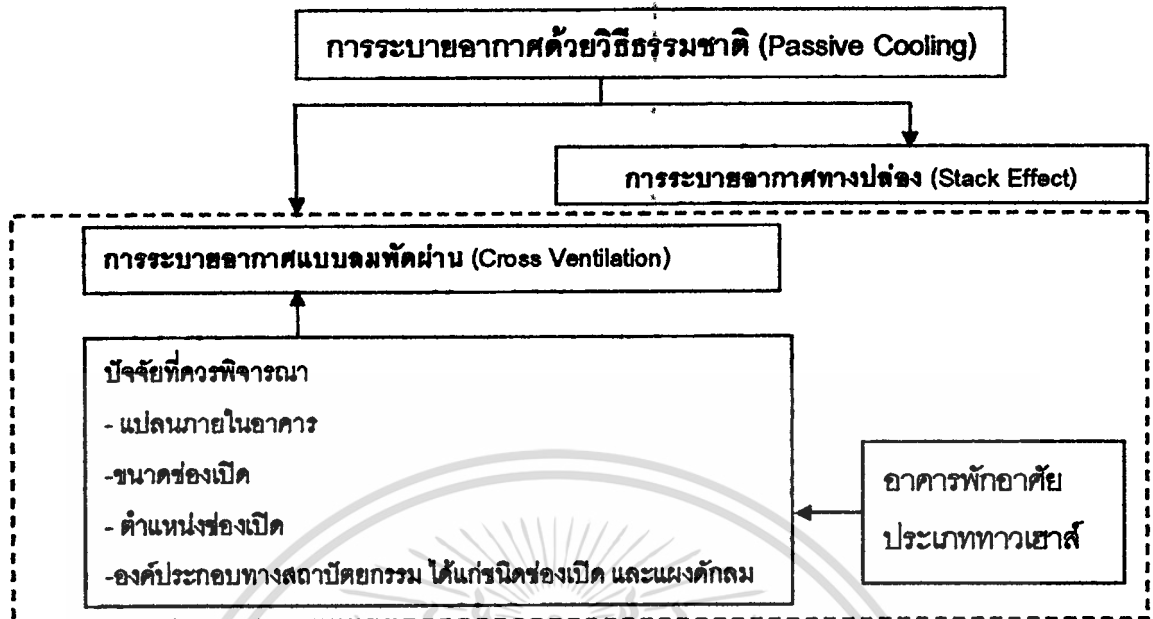 การระบายอากาศด้วยวิธีธรรมชาติ (Passive Cooling)
การระบายอากาศทางปล่อง (Stack Effect)
การระบายอากาศแบบลมพัดผ่าน (Cross Ventilation)
ปัจจัยที่ควรพิจารณา
- แปลนภายในอาคาร
-ขนาดช่องเปิด
- ตำแหน่งช่องเปิด
-องค์ประกอบทางสถาปัตยกรรม ได้แก่ชนิดช่องเปิด และแผงดักลม
อาคารพักอาศัย
ประเภททาวเฮาส์